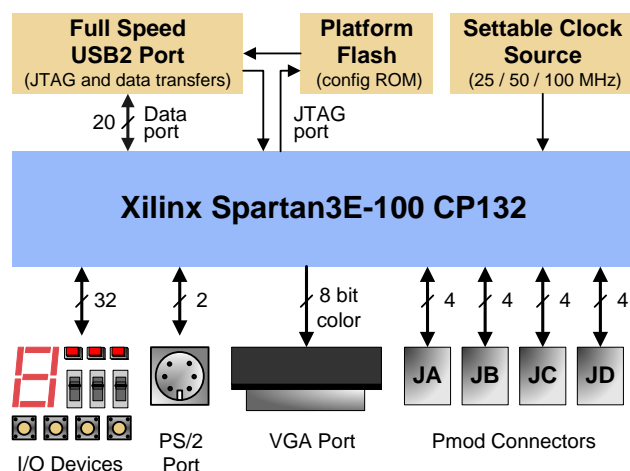 Full Speed
USB2 Port
(JTAG and data transfers)
Platform
Flash
(config ROM)
Settable Clock
Source
(25 / 50 / 100 MHz)
20
Data
port
JTAG
port
Xilinx Spartan3E-100 CP132
32
2
8 bit
color
4
4
4
4
JA
JB
JC
JD
I/O Devices
PS/2
Port
VGA Port
Pmod Connectors